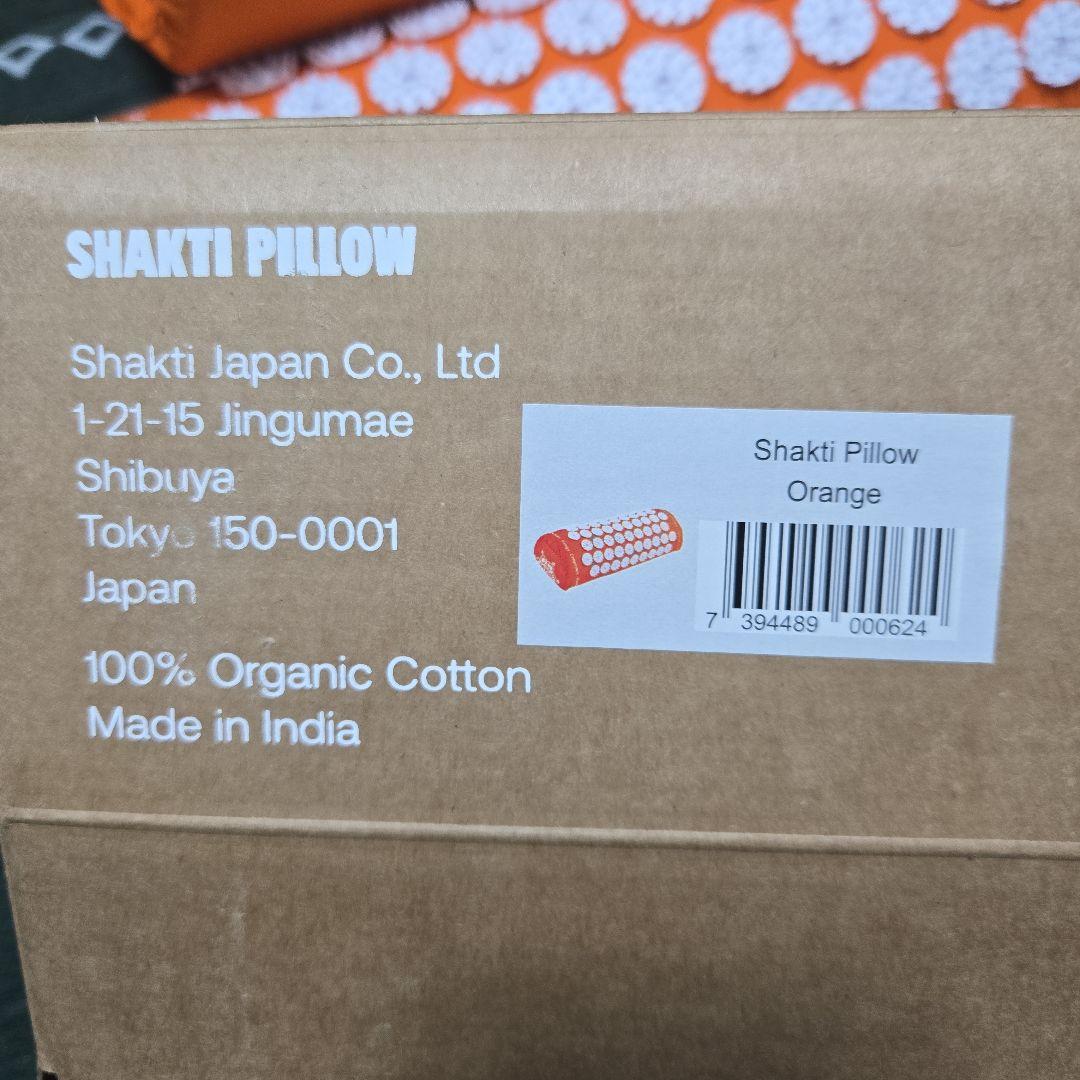 SHAKTI PILLOW
Shakti Japan Co., Ltd
1-21-15 Jingumae
Shibuya
Tokyo 150-0001
Japan
100% Organic Cotton
Made in India
Shakti Pillow
Orange
7 394489 000624